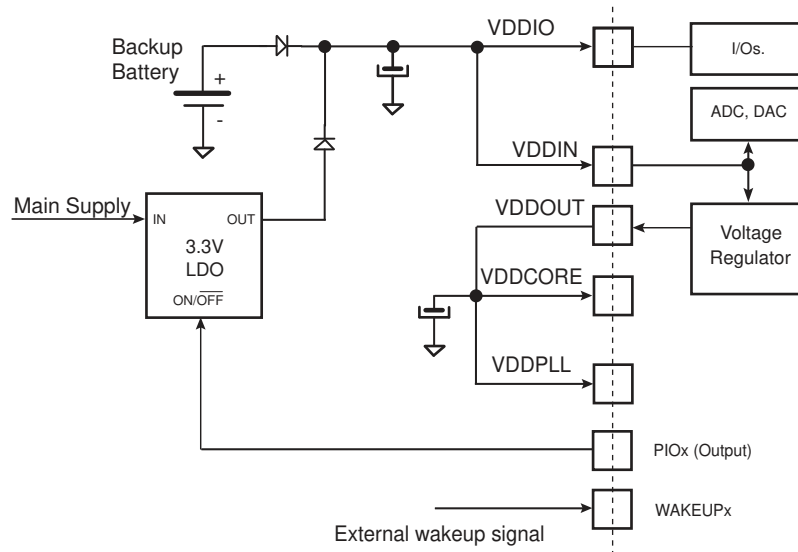 Backup
Battery
+
-
VDDIO
I/Os.
ADC, DAC
VDDIN
Main Supply
IN
OUT
3.3V
LDO
ON/OFF
VDDOUT
Voltage
Regulator
VDDCORE
VDDPLL
PIOx (Output)
WAKEUPx
External wakeup signal